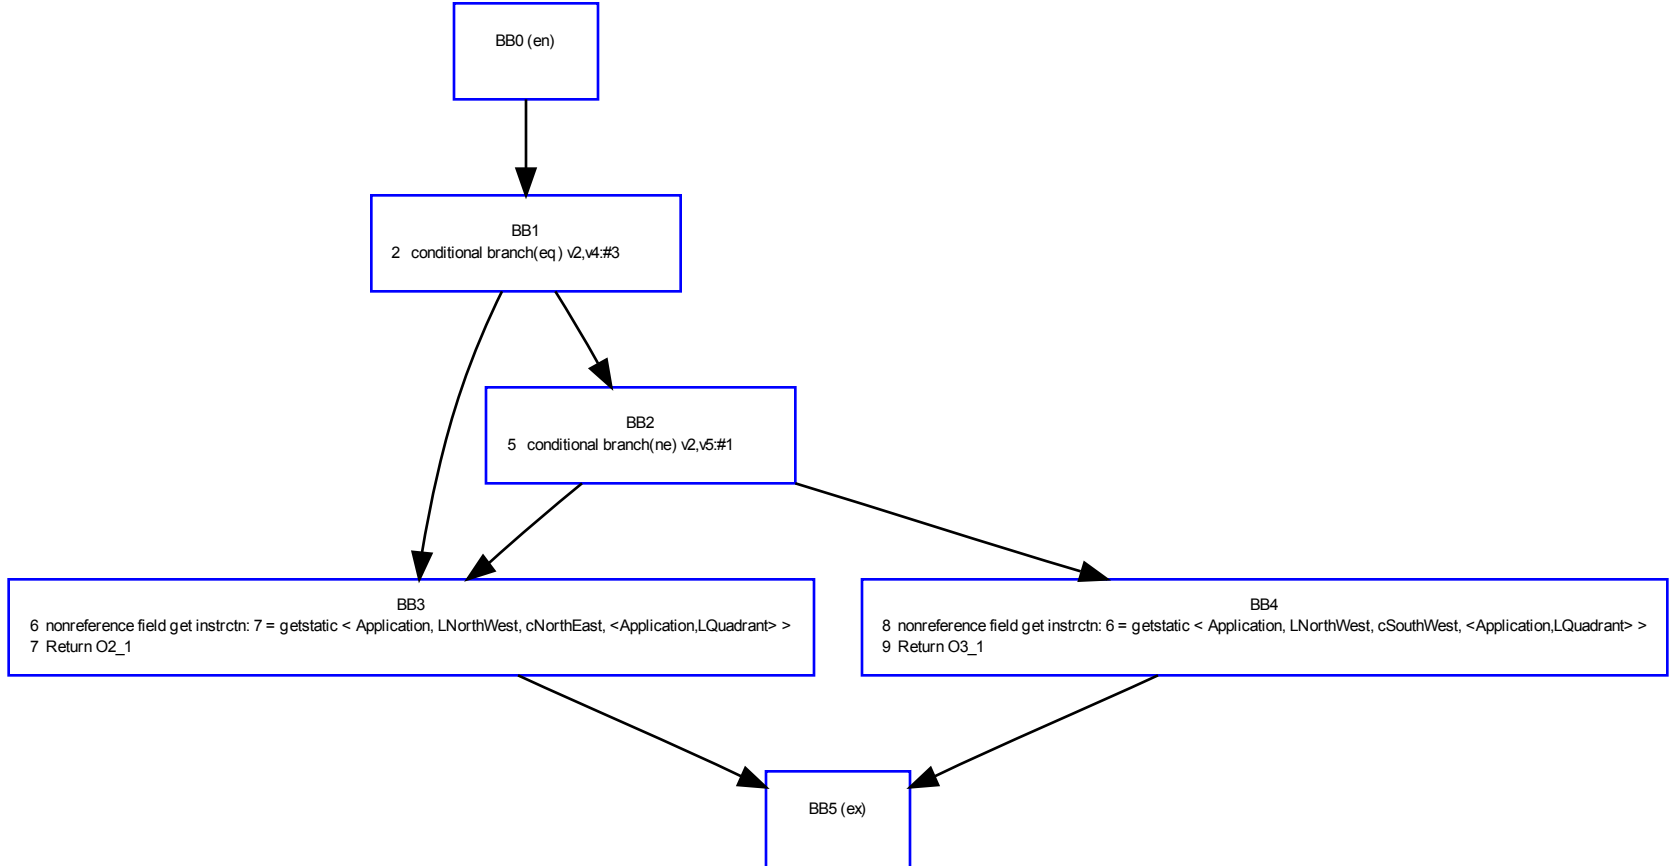 BB0 (en)
BB1
2 conditional branch(eq) v2,v4:#3
BB2
5 conditional branch(ne) v2,v5:#1
BB3
6 nonreference field get instrctn: 7 = getstatic < Application, LNorthWest, cNorthEast, <Application,LQuadrant> >
7 Return O2_1
BB4
8 nonreference field get instrctn: 6 = getstatic < Application, LNorthWest, cSouthWest, <Application,LQuadrant> >
9 Return O3_1
BB5 (ex)